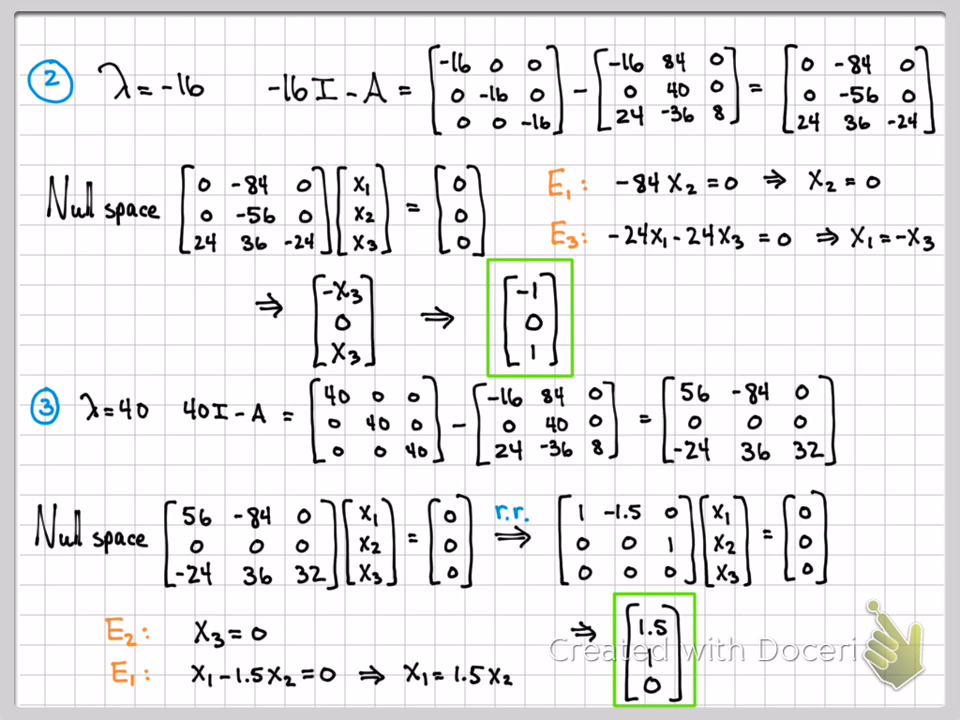 ② λ = -16   -16I - A = [-16 0 0; 0 -16 0; 0 0 -16] - [-16 84 0; 0 40 0; 24 -36 8] = [0 -84 0; 0 -56 0; 24 36 -24]
Null space [0 -84 0; 0 -56 0; 24 36 -24] [x₁; x₂; x₃] = [0; 0; 0]   E₁: -84x₂ = 0 ⇒ x₂ = 0
E₃: -24x₁ - 24x₃ = 0 ⇒ x₁ = -x₃
⇒ [-x₃; 0; x₃] ⇒ [-1; 0; 1]
③ λ = 40   40I - A = [40 0 0; 0 40 0; 0 0 40] - [-16 84 0; 0 40 0; 24 -36 8] = [56 -84 0; 0 0 0; -24 36 32]
Null space [56 -84 0; 0 0 0; -24 36 32] [x₁; x₂; x₃] = [0; 0; 0] r.r. ⇒ [1 -1.5 0; 0 0 1; 0 0 0] [x₁; x₂; x₃] = [0; 0; 0]
E₂: x₃ = 0   ⇒ [1.5; 1; 0]
Created with Doceri
E₁: x₁ - 1.5x₂ = 0 ⇒ x₁ = 1.5x₂